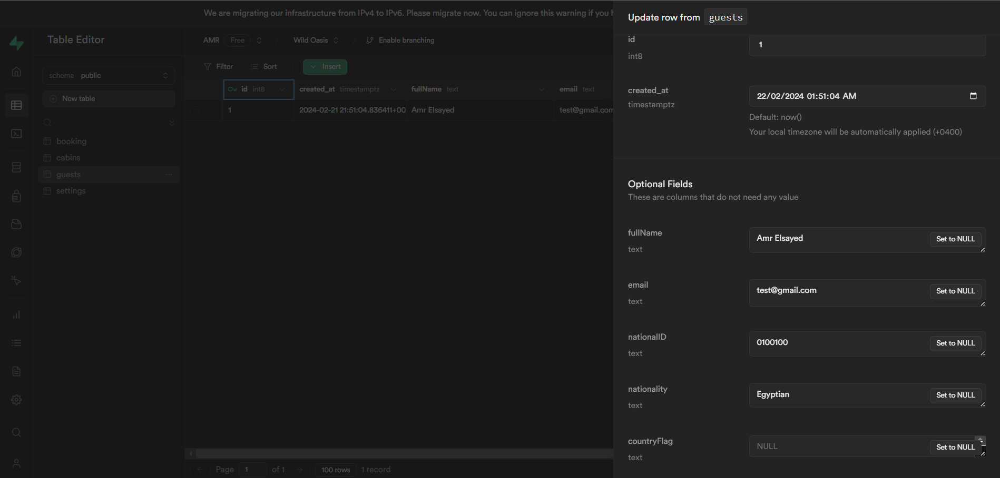 We are migrating our infrastructure from IPv4 to IPv6. Please migrate now. You can ignore this warning if you h
Table Editor
AMR Free Wild Oasis Enable branching
schema public
New table
booking
cabins
guests
settings
Filter Sort Insert
id int8 created_at timestamptz fullName text email text
1 2024-02-21 21:51:04.836411+00 Amr Elsayed test@gmail.com
Page 1 of 1 100 rows 1 record
Update row from guests
id 1
int8
created_at 22/02/2024 01:51:04 AM
timestamptz
Default: now()
Your local timezone will be automatically applied (+0400)
Optional Fields
These are columns that do not need any value
fullName Amr Elsayed Set to NULL
text
email test@gmail.com Set to NULL
text
nationalID 0100100 Set to NULL
text
nationality Egyptian Set to NULL
text
countryFlag NULL Set to NULL
text